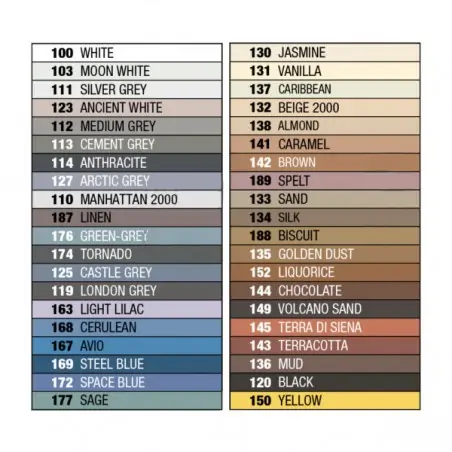 100 WHITE
103 MOON WHITE
111 SILVER GREY
123 ANCIENT WHITE
112 MEDIUM GREY
113 CEMENT GREY
114 ANTHRACITE
127 ARCTIC GREY
110 MANHATTAN 2000
187 LINEN
176 GREEN-GREY
174 TORNADO
125 CASTLE GREY
119 LONDON GREY
163 LIGHT LILAC
168 CERULEAN
167 AVIO
169 STEEL BLUE
172 SPACE BLUE
177 SAGE
130 JASMINE
131 VANILLA
137 CARIBBEAN
132 BEIGE 2000
138 ALMOND
141 CARAMEL
142 BROWN
189 SPELT
133 SAND
134 SILK
188 BISCUIT
135 GOLDEN DUST
152 LIQUORICE
144 CHOCOLATE
149 VOLCANO SAND
145 TERRA DI SIENA
143 TERRACOTTA
136 MUD
120 BLACK
150 YELLOW